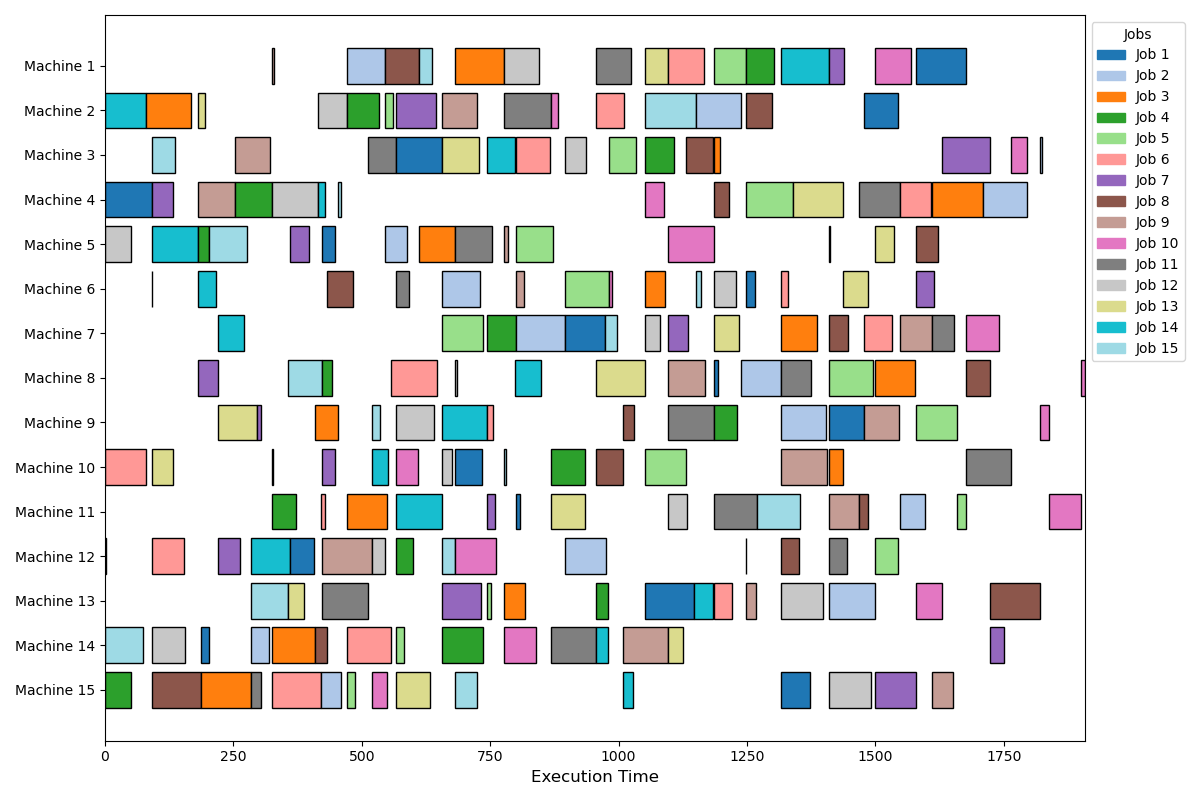 Machine 1
Machine 2
Machine 3
Machine 4
Machine 5
Machine 6
Machine 7
Machine 8
Machine 9
Machine 10
Machine 11
Machine 12
Machine 13
Machine 14
Machine 15
0 250 500 750 1000 1250 1500 1750
Execution Time
Jobs
Job 1
Job 2
Job 3
Job 4
Job 5
Job 6
Job 7
Job 8
Job 9
Job 10
Job 11
Job 12
Job 13
Job 14
Job 15